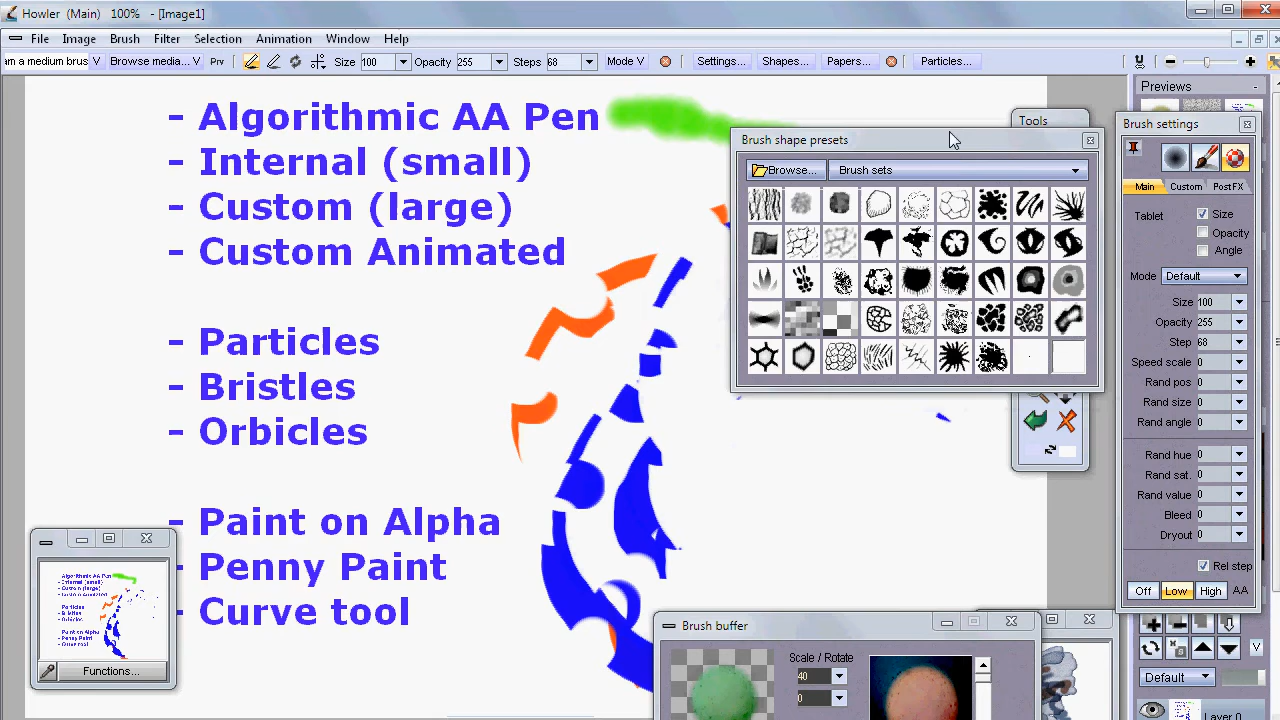 Howler (Main) 100% - [Image1]
File Image Brush Filter Selection Animation Window Help
am a medium brus V Browse media... V Prv Size 100 Opacity 255 Steps 68 Mode V Settings... Shapes... Papers... Particles...
- Algorithmic AA Pen
- Internal (small)
- Custom (large)
- Custom Animated
- Particles
- Bristles
- Orbicles
- Paint on Alpha
- Penny Paint
- Curve tool
Functions...
Brush shape presets
Browse... Brush sets
Tools
Previews -
Brush settings
Main Custom PostFX
Tablet Size
Opacity
Angle
Mode Default
Size 100
Opacity 255
Step 68
Speed scale 0
Rand pos 0
Rand size 0
Rand angle 0
Rand hue 0
Rand sat. 0
Rand value 0
Bleed 0
Dryout 0
Rel step
Off Low High AA
Brush buffer
Scale / Rotate
40
0
V
Default
Layer 0